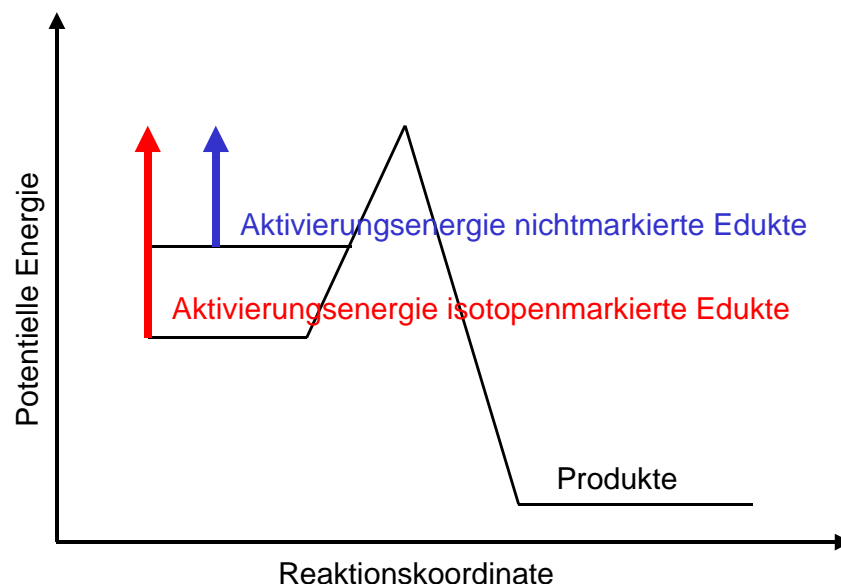 Potentielle Energie
Aktivierungsenergie nichtmarkierte Edukte
Aktivierungsenergie isotopenmarkierte Edukte
Produkte
Reaktionskoordinate